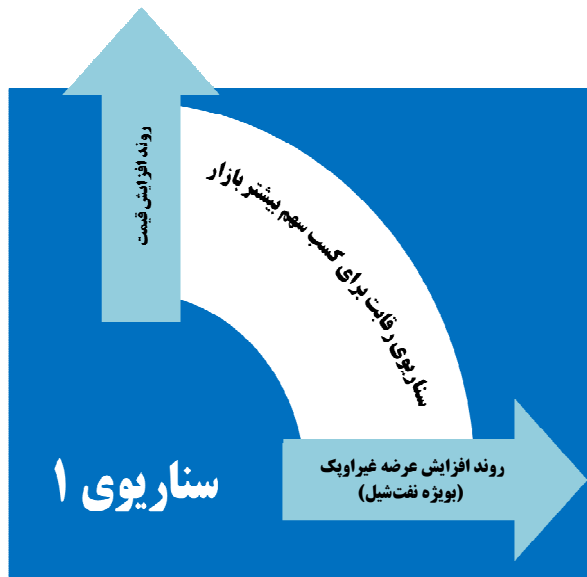 روند افزایش قیمت
سناریوی رقابت برای کسب سهم بیشتر بازار
روند افزایش عرضه غیراوپک
(بویژه نفت‌شیل)
سناریوی ۱